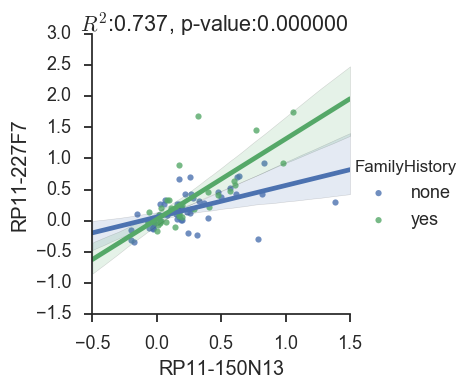 R²:0.737, p-value:0.000000
3.0
2.5
2.0
1.5
1.0
0.5
0.0
−0.5
−1.0
−1.5
RP11-227F7
−0.5 0.0 0.5 1.0 1.5
RP11-150N13
FamilyHistory
none
yes